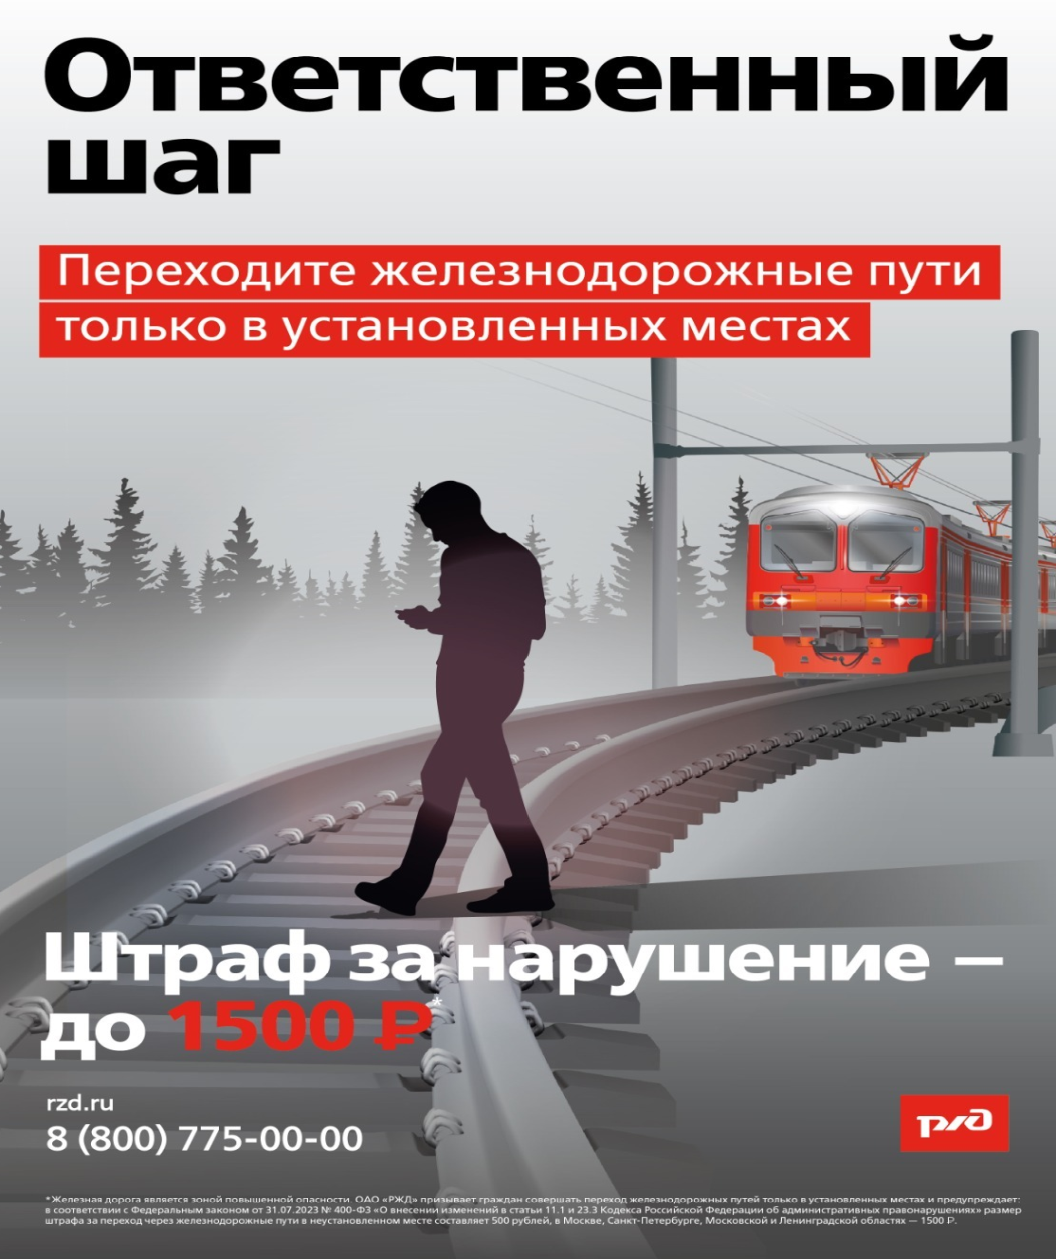 Ответственный
шаг
Переходите железнодорожные пути
только в установленных местах
Штраф за нарушение –
до 1500 ₽*
rzd.ru
8 (800) 775-00-00
ржд
*Железная дорога является зоной повышенной опасности. ОАО «РЖД» призывает граждан совершать переход железнодорожных путей только в установленных местах и предупреждает:
в соответствии с Федеральным законом от 31.07.2023 № 400-ФЗ «О внесении изменений в статьи 11.1 и 23.3 Кодекса Российской Федерации об административных правонарушениях» размер
штрафа за переход через железнодорожные пути в неустановленном месте составляет 500 рублей, в Москве, Санкт-Петербурге, Московской и Ленинградской областях — 1500 ₽.